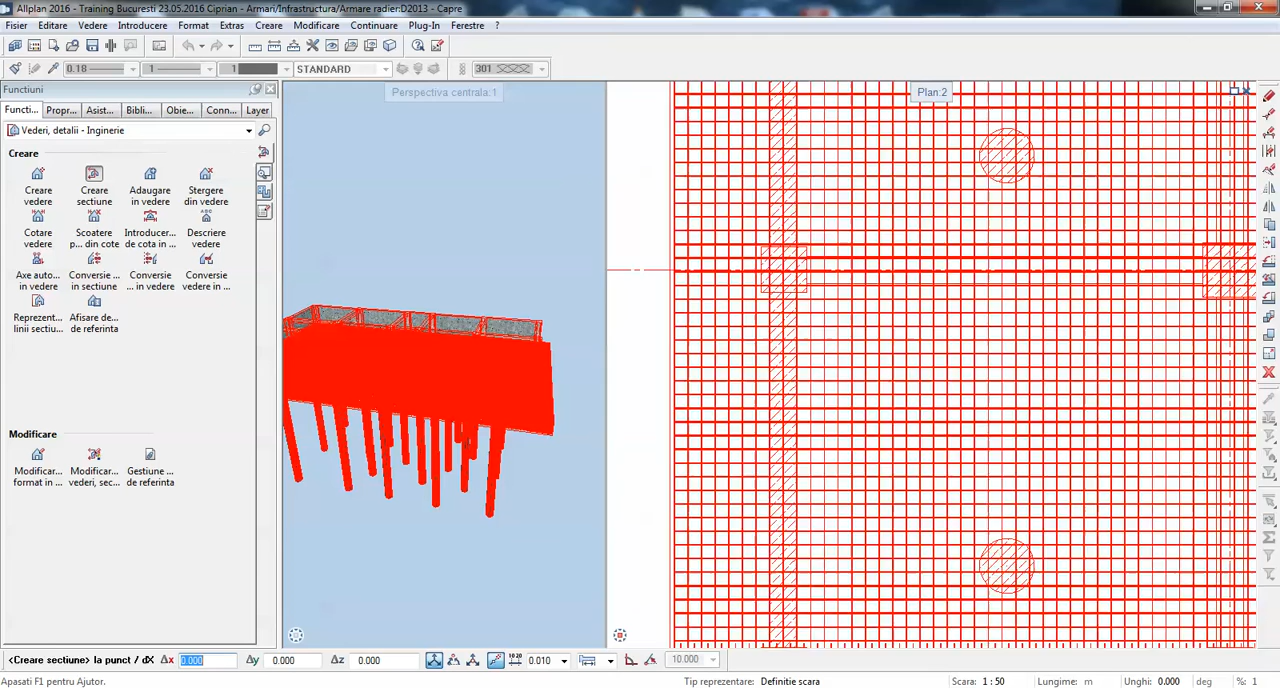 Allplan 2016 - Training Bucuresti 23.05.2016 Ciprian - Armari/Infrastructura/Armare radier:D2013 - Capre
Fisier Editare Vedere Introducere Format Extras Creare Modificare Continuare Plug-In Ferestre ?
0.18 1 1 STANDARD 301
Functiuni
Perspectiva centrala:1
Plan:2
Functi... Propr... Asist... Bibli... Obie... Conn... Layer
Vederi, detalii - Inginerie
Creare
Creare vedere
Creare sectiune
Adaugare in vedere
Stergere din vedere
Cotare vedere
Scoatere p... din cote
Introducer... de cota in ...
Descriere vedere
Axe auto... in vedere
Conversie ... in sectiune
Conversie ... in vedere
Conversie vedere in ...
Reprezent... linii sectiu...
Afisare de... de referinta
Modificare
Modificar... format in ...
Modificar... vederi, sec...
Gestiune ... de referinta
<Creare sectiune> la punct / dX Δx 0.000 Δy 0.000 Δz 0.000 0.010 10.000
Apasati F1 pentru Ajutor. Tip reprezentare: Definitie scara Scara: 1 : 50 Lungime: m Unghi: 0.000 deg %: 1